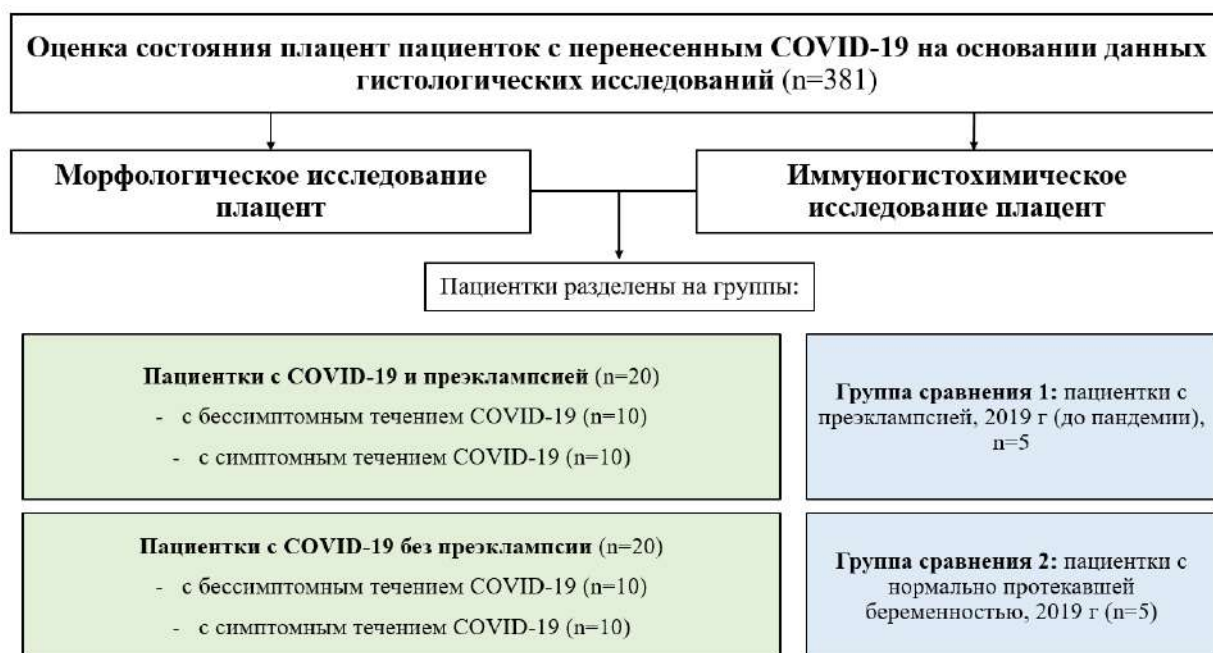 Оценка состояния плацент пациенток с перенесенным COVID-19 на основании данных
гистологических исследований (n=381)
Морфологическое исследование
плацент
Иммуногистохимическое
исследование плацент
Пациентки разделены на группы:
Пациентки с COVID-19 и преэклампсией (n=20)
- с бессимптомным течением COVID-19 (n=10)
- с симптомным течением COVID-19 (n=10)
Группа сравнения 1: пациентки с
преэклампсией, 2019 г (до пандемии),
n=5
Пациентки с COVID-19 без преэклампсии (n=20)
- с бессимптомным течением COVID-19 (n=10)
- с симптомным течением COVID-19 (n=10)
Группа сравнения 2: пациентки с
нормально протекавшей
беременностью, 2019 г (n=5)